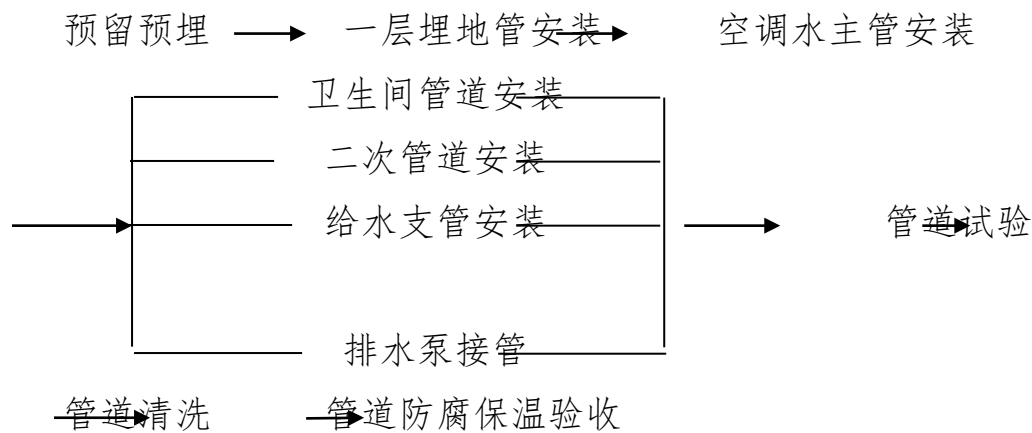 预留预埋 一层埋地管安装 空调水主管安装
卫生间管道安装
二次管道安装
给水支管安装 管道试验
排水泵接管
管道清洗 管道防腐保温验收